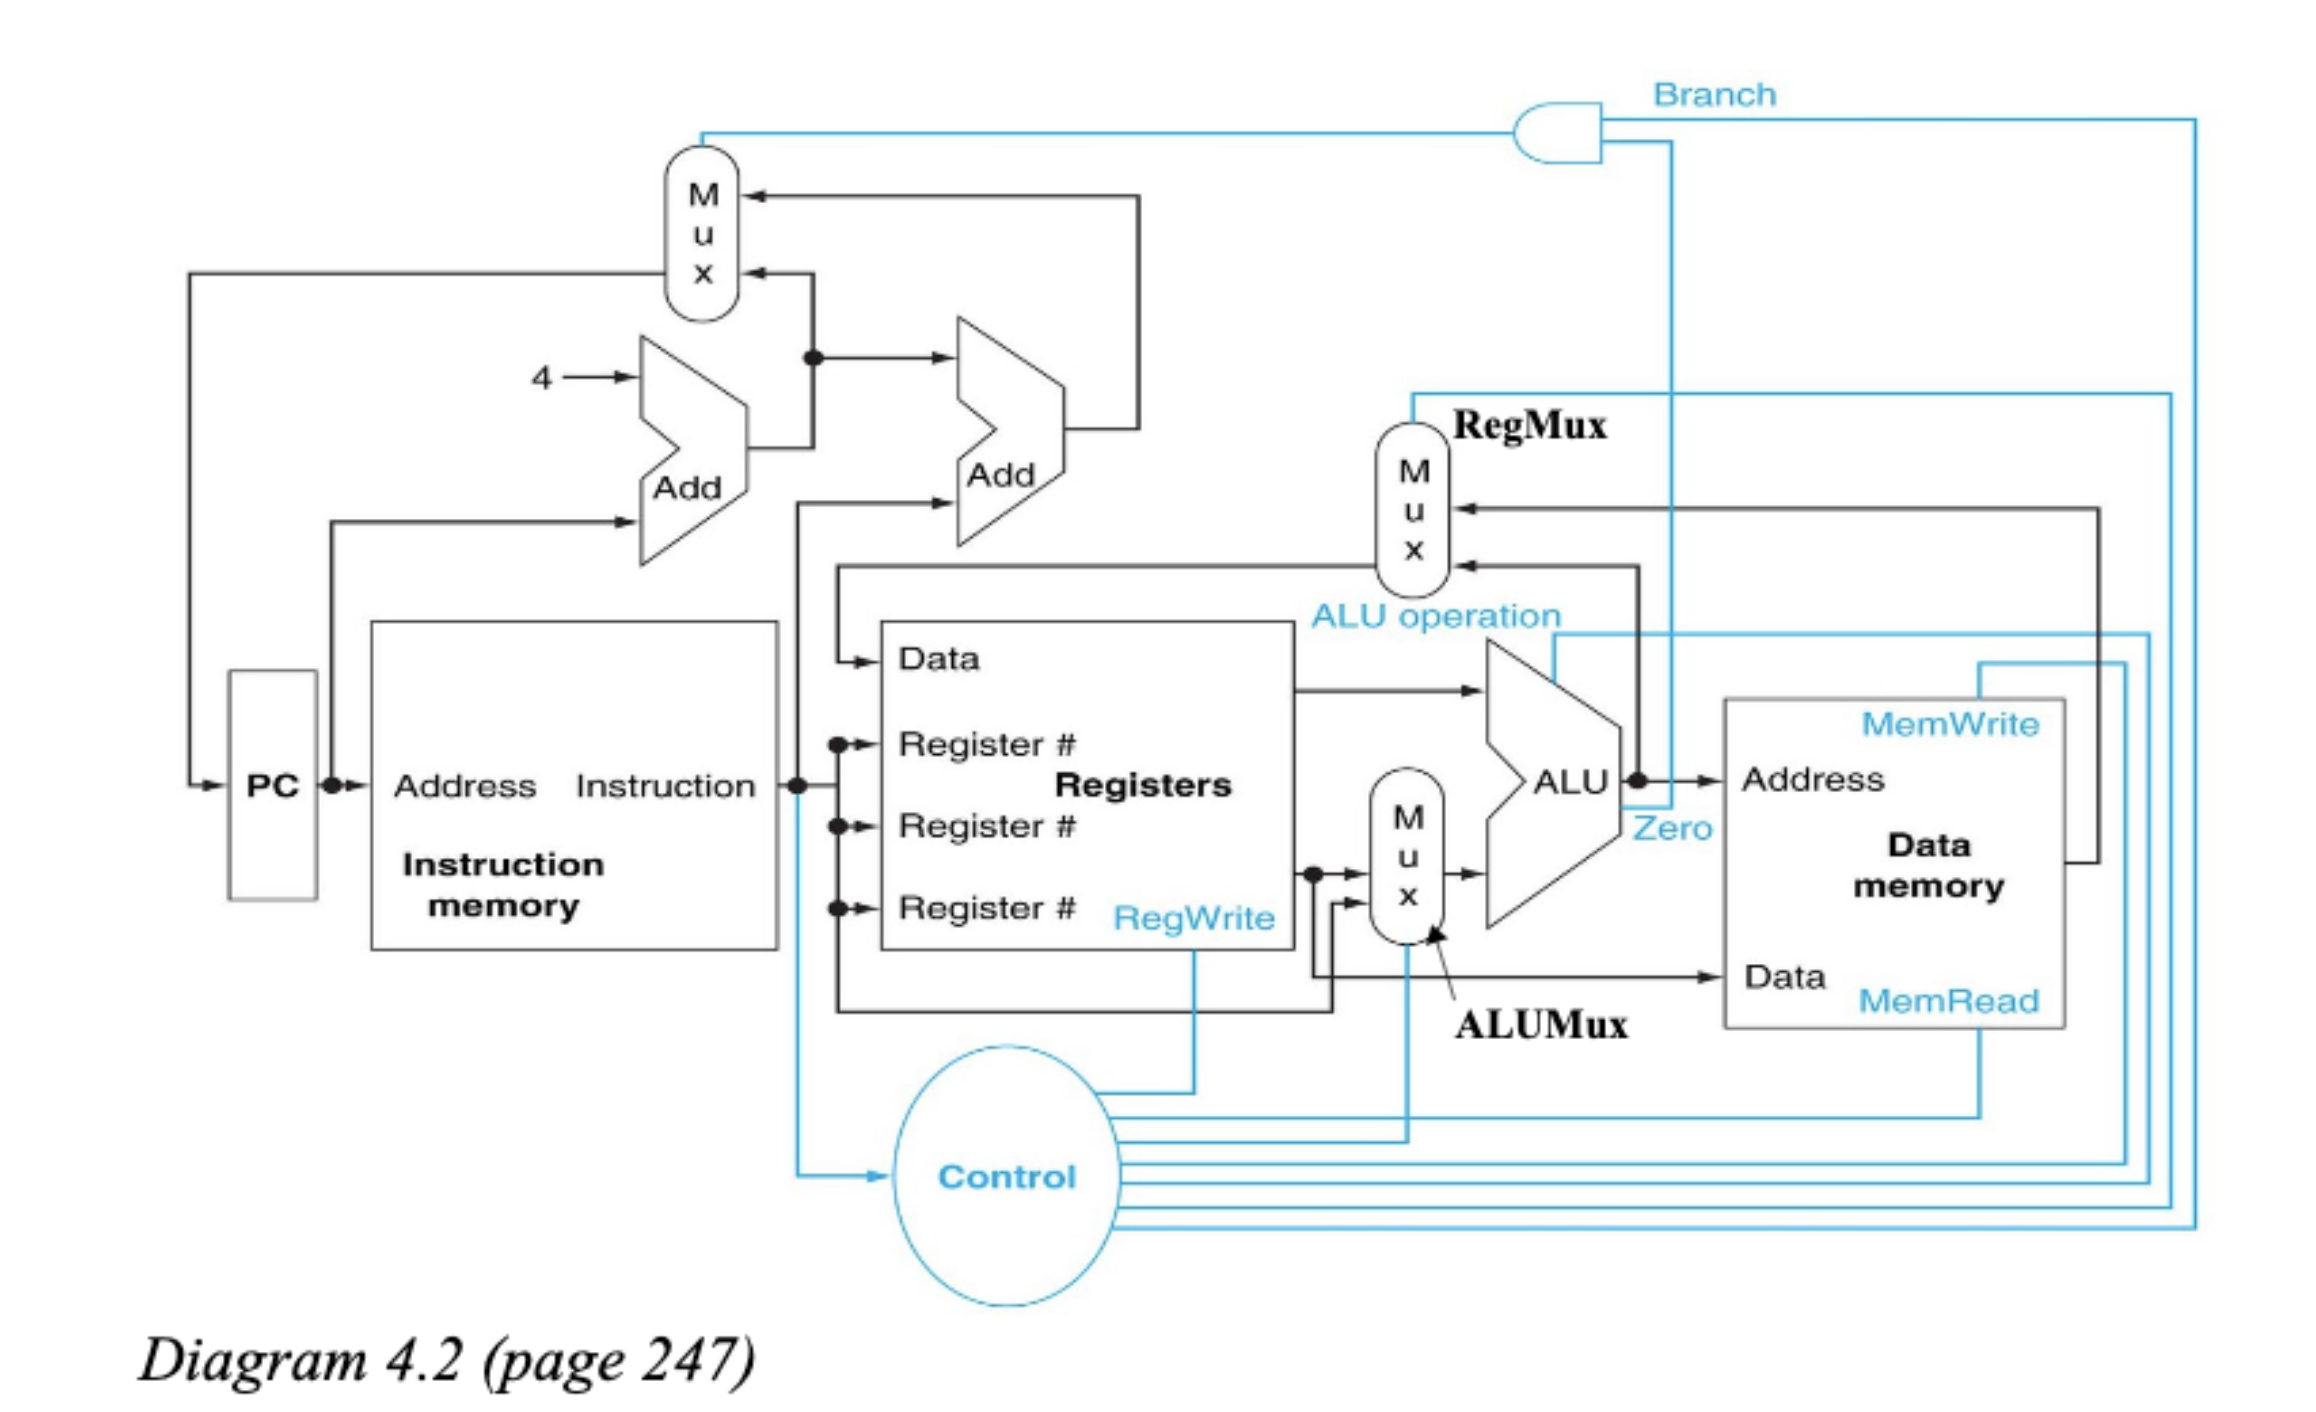 Branch
M
u
x
4
Add
Add
RegMux
M
u
x
ALU operation
Data
Register #
Registers
Register #
Register #
RegWrite
PC
Address Instruction
Instruction
memory
M
u
x
ALU
Zero
ALUMux
MemWrite
Address
Data
memory
Data
MemRead
Control
Diagram 4.2 (page 247)